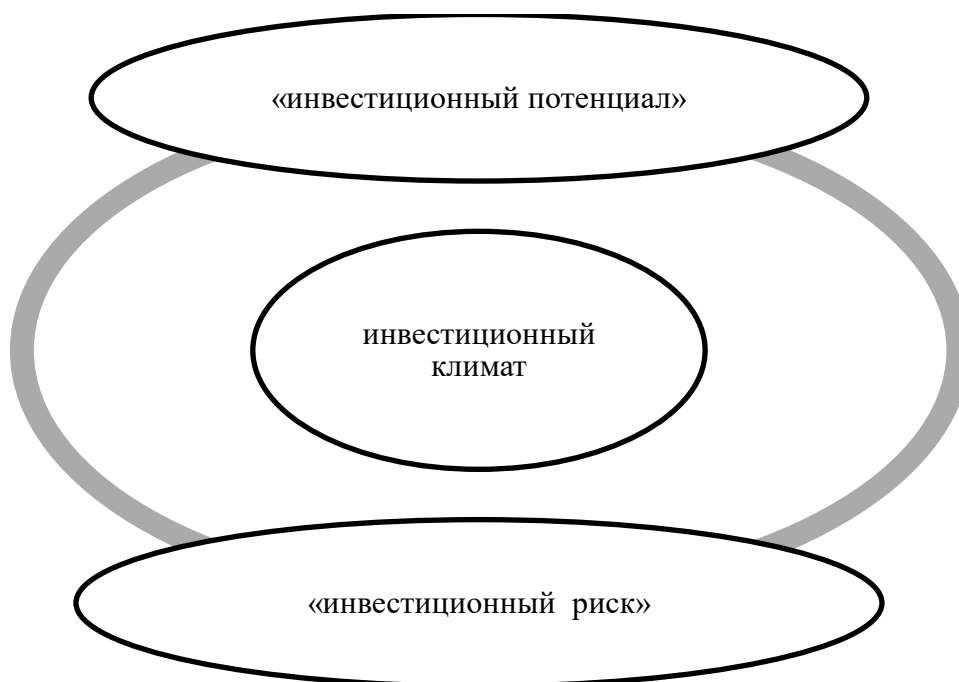 «инвестиционный потенциал»
инвестиционный
климат
«инвестиционный риск»